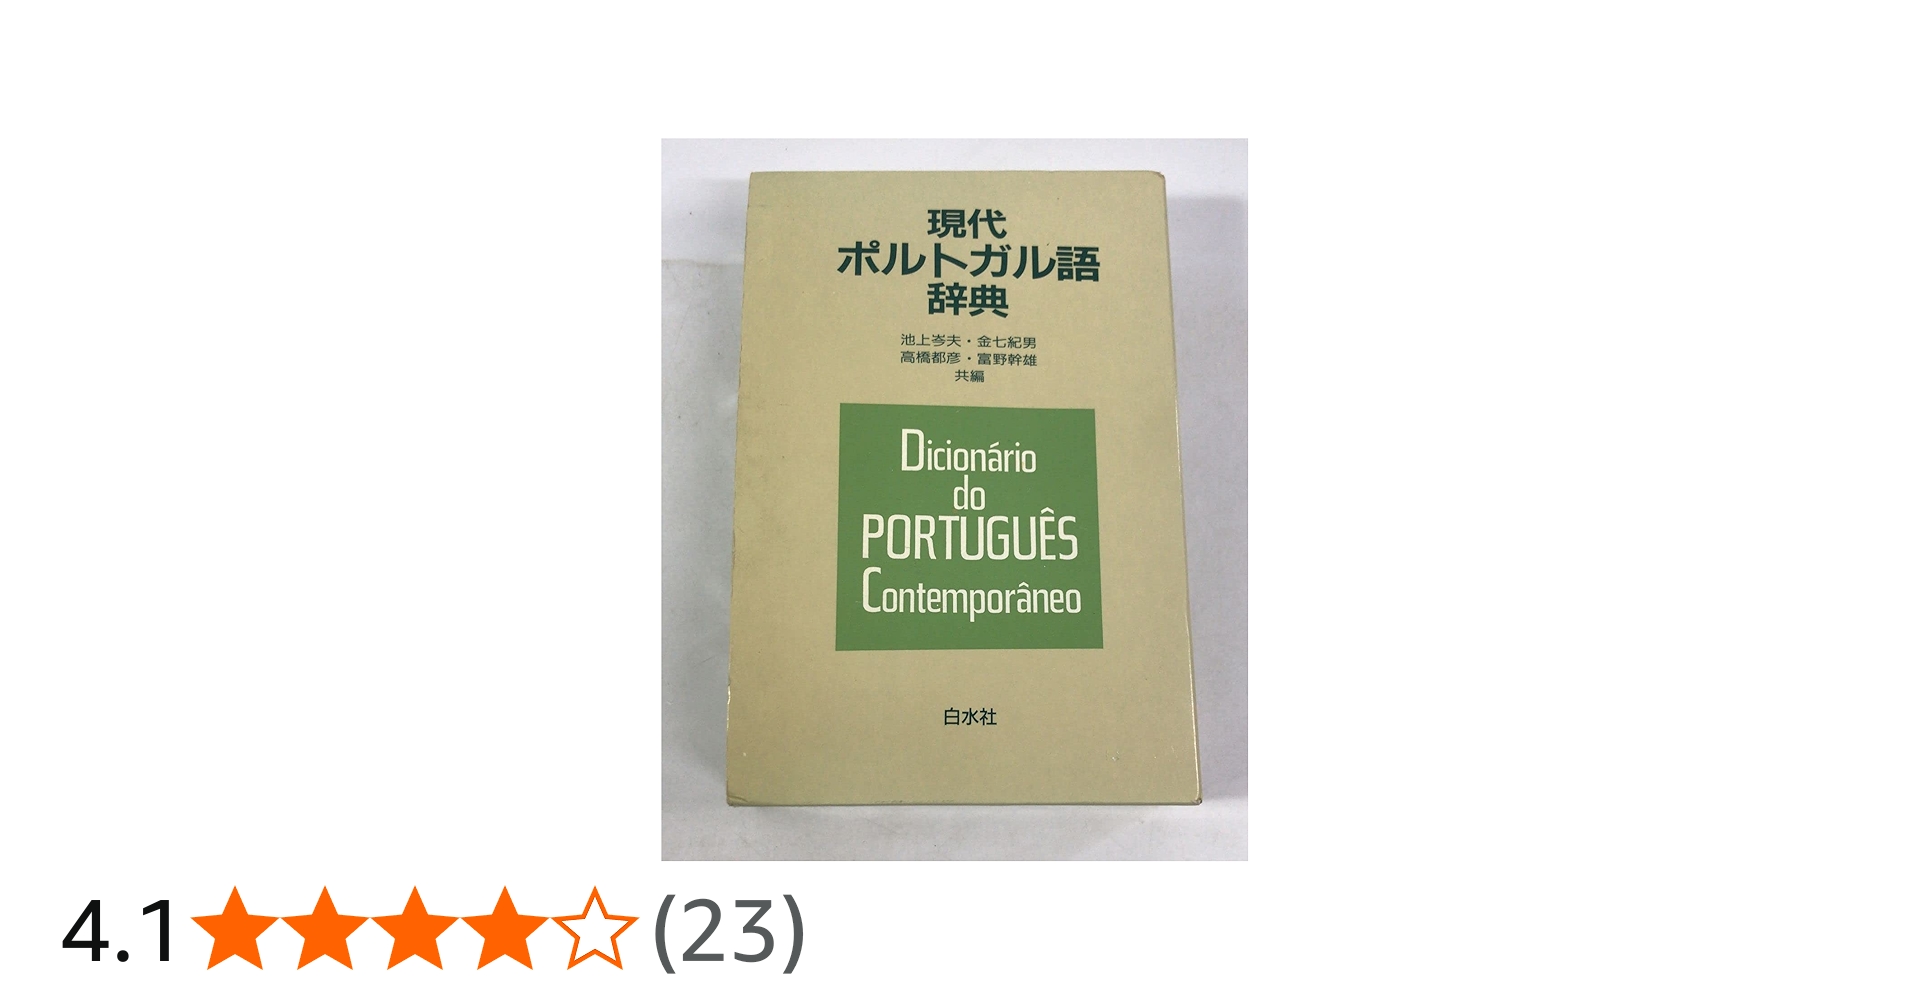 現代
ポルトガル語
辞典
池上岑夫・金七紀男
高橋都彦・富野幹雄
共編
Dicionário
do
PORTUGUÊS
Contemporâneo
白水社
4.1 (23)